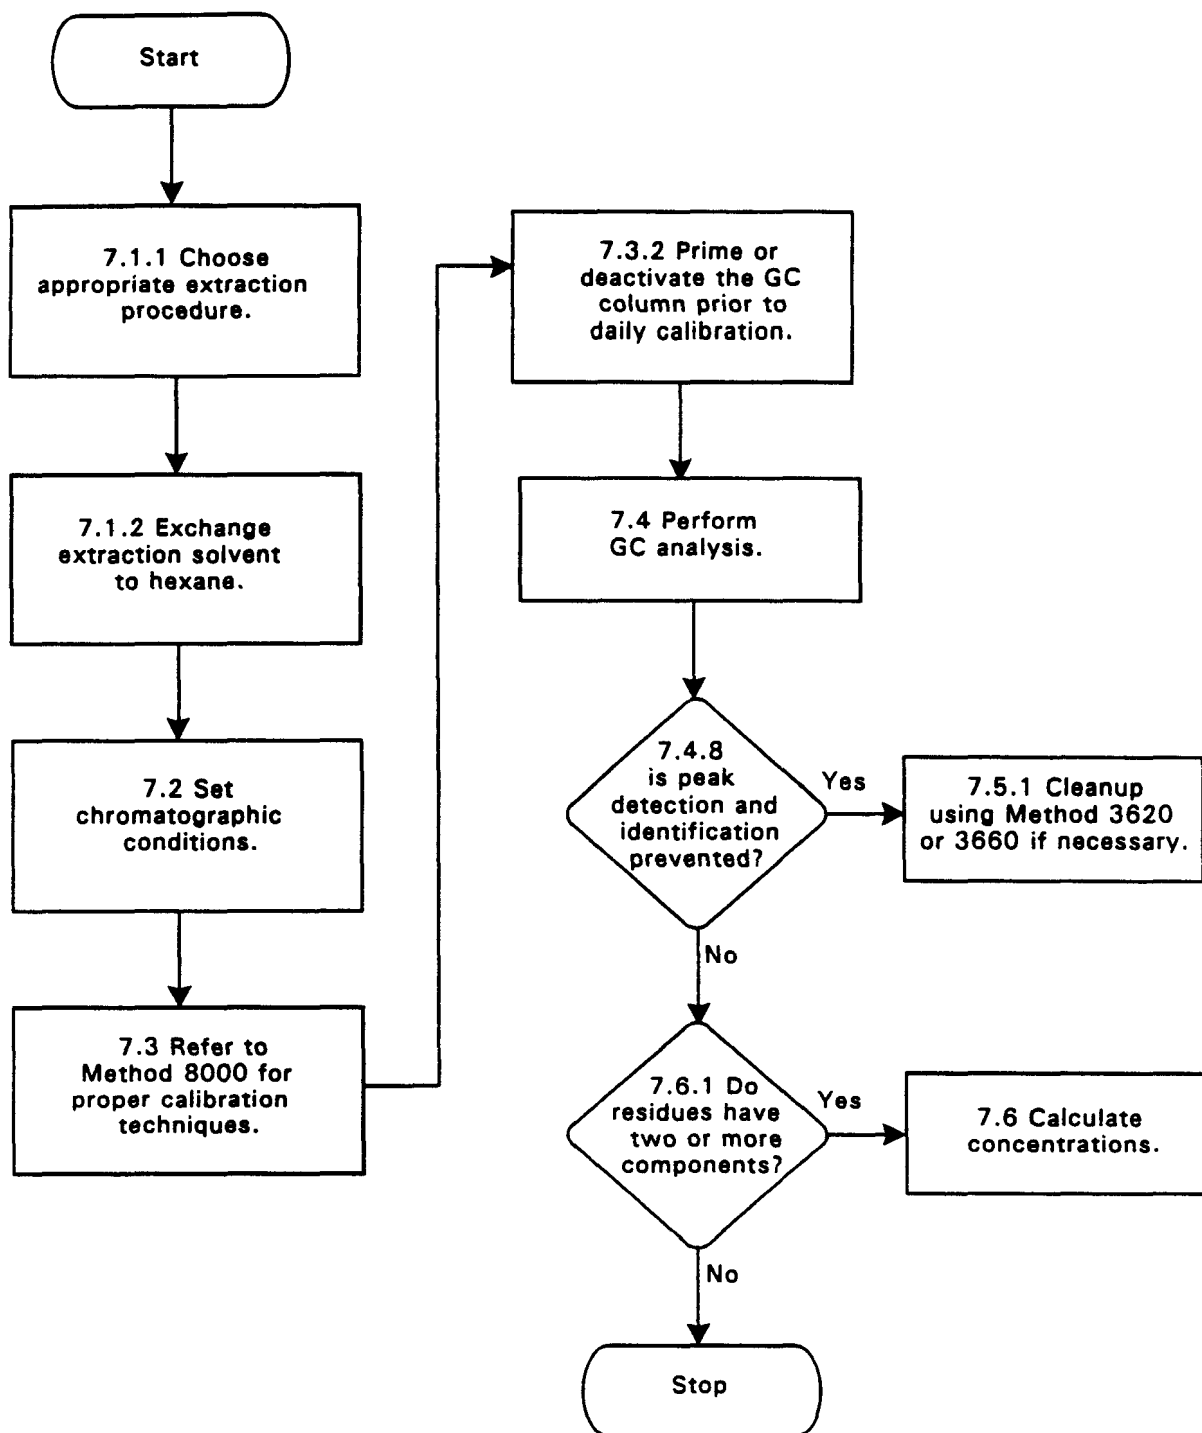 Start
7.1.1 Choose
appropriate extraction
procedure.
7.1.2 Exchange
extraction solvent
to hexane.
7.2 Set
chromatographic
conditions.
7.3 Refer to
Method 8000 for
proper calibration
techniques.
7.3.2 Prime or
deactivate the GC
column prior to
daily calibration.
7.4 Perform
GC analysis.
7.4.8
is peak
detection and
identification
prevented?
Yes
7.5.1 Cleanup
using Method 3620
or 3660 if necessary.
No
7.6.1 Do
residues have
two or more
components?
Yes
7.6 Calculate
concentrations.
No
Stop